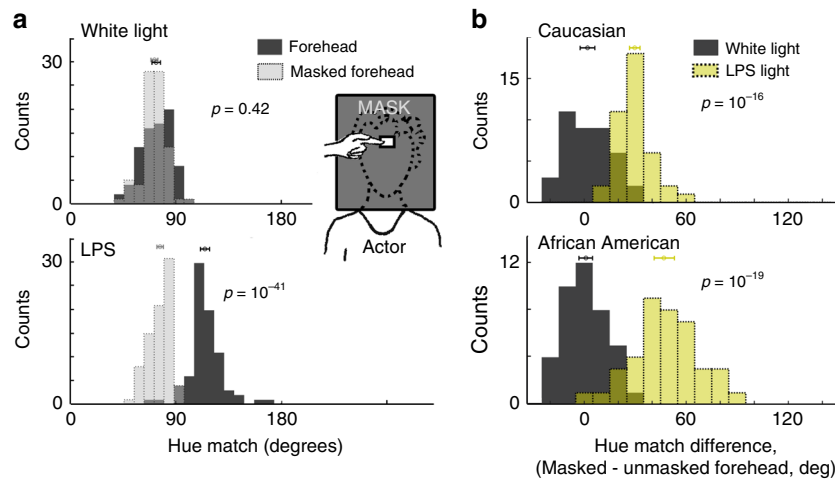 a
White light
Forehead
Masked forehead
30
0
Counts
p = 0.42
0 90 180
MASK
Actor
LPS
30
0
Counts
p = 10⁻⁴¹
0 90 180
Hue match (degrees)
b
Caucasian
White light
LPS light
15
0
Counts
p = 10⁻¹⁶
0 60 120
African American
12
0
Counts
p = 10⁻¹⁹
0 60 120
Hue match difference,
(Masked - unmasked forehead, deg)